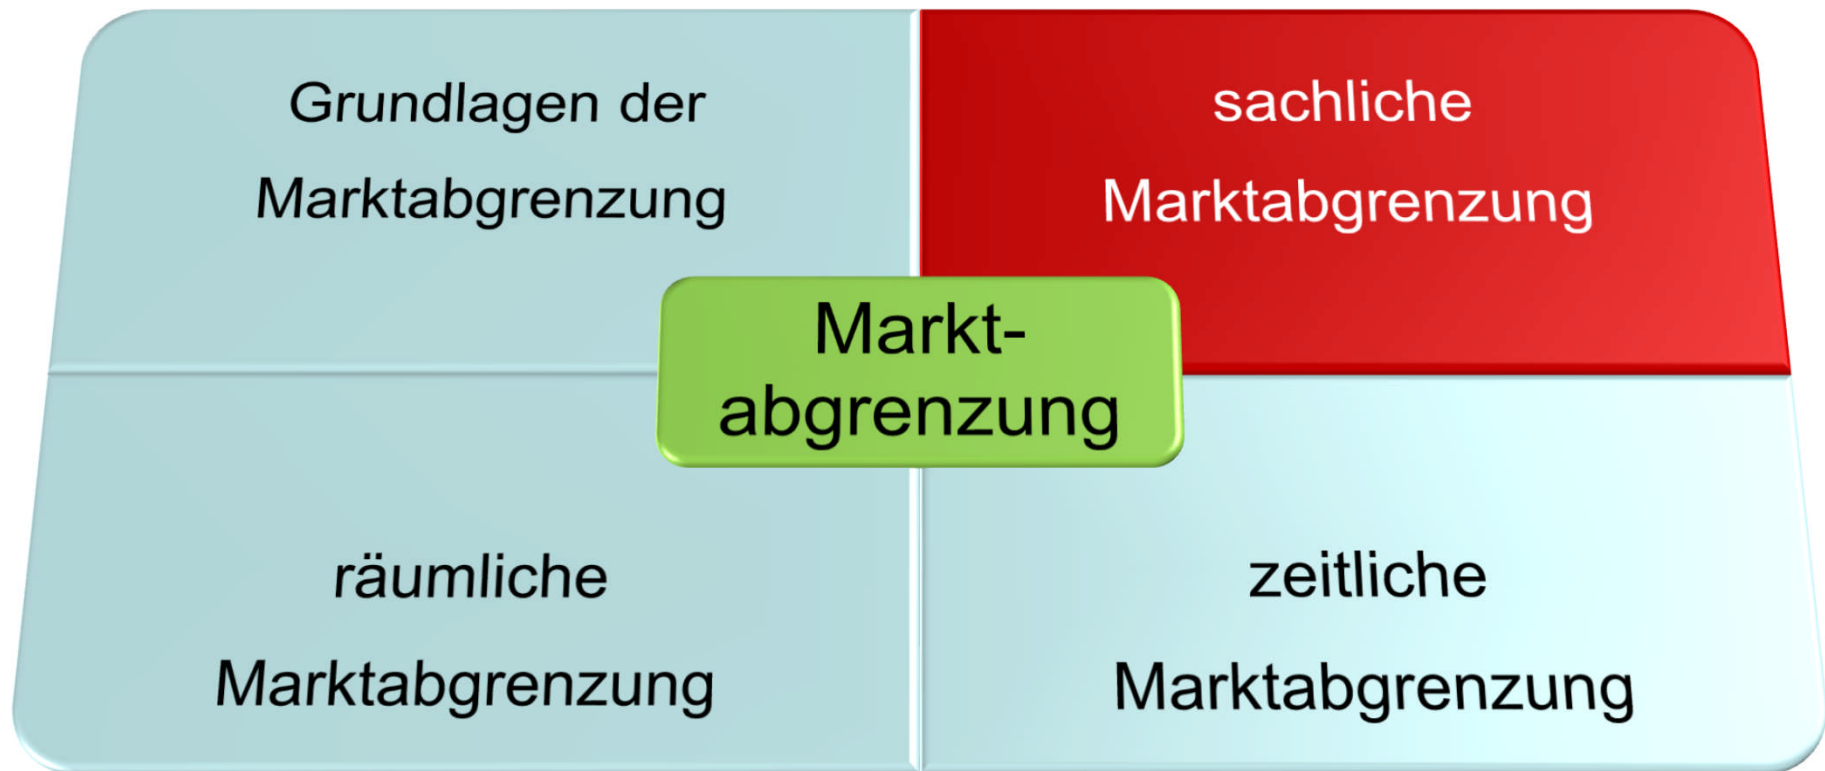 Grundlagen der
Marktabgrenzung
sachliche
Marktabgrenzung
Markt-
abgrenzung
räumliche
Marktabgrenzung
zeitliche
Marktabgrenzung